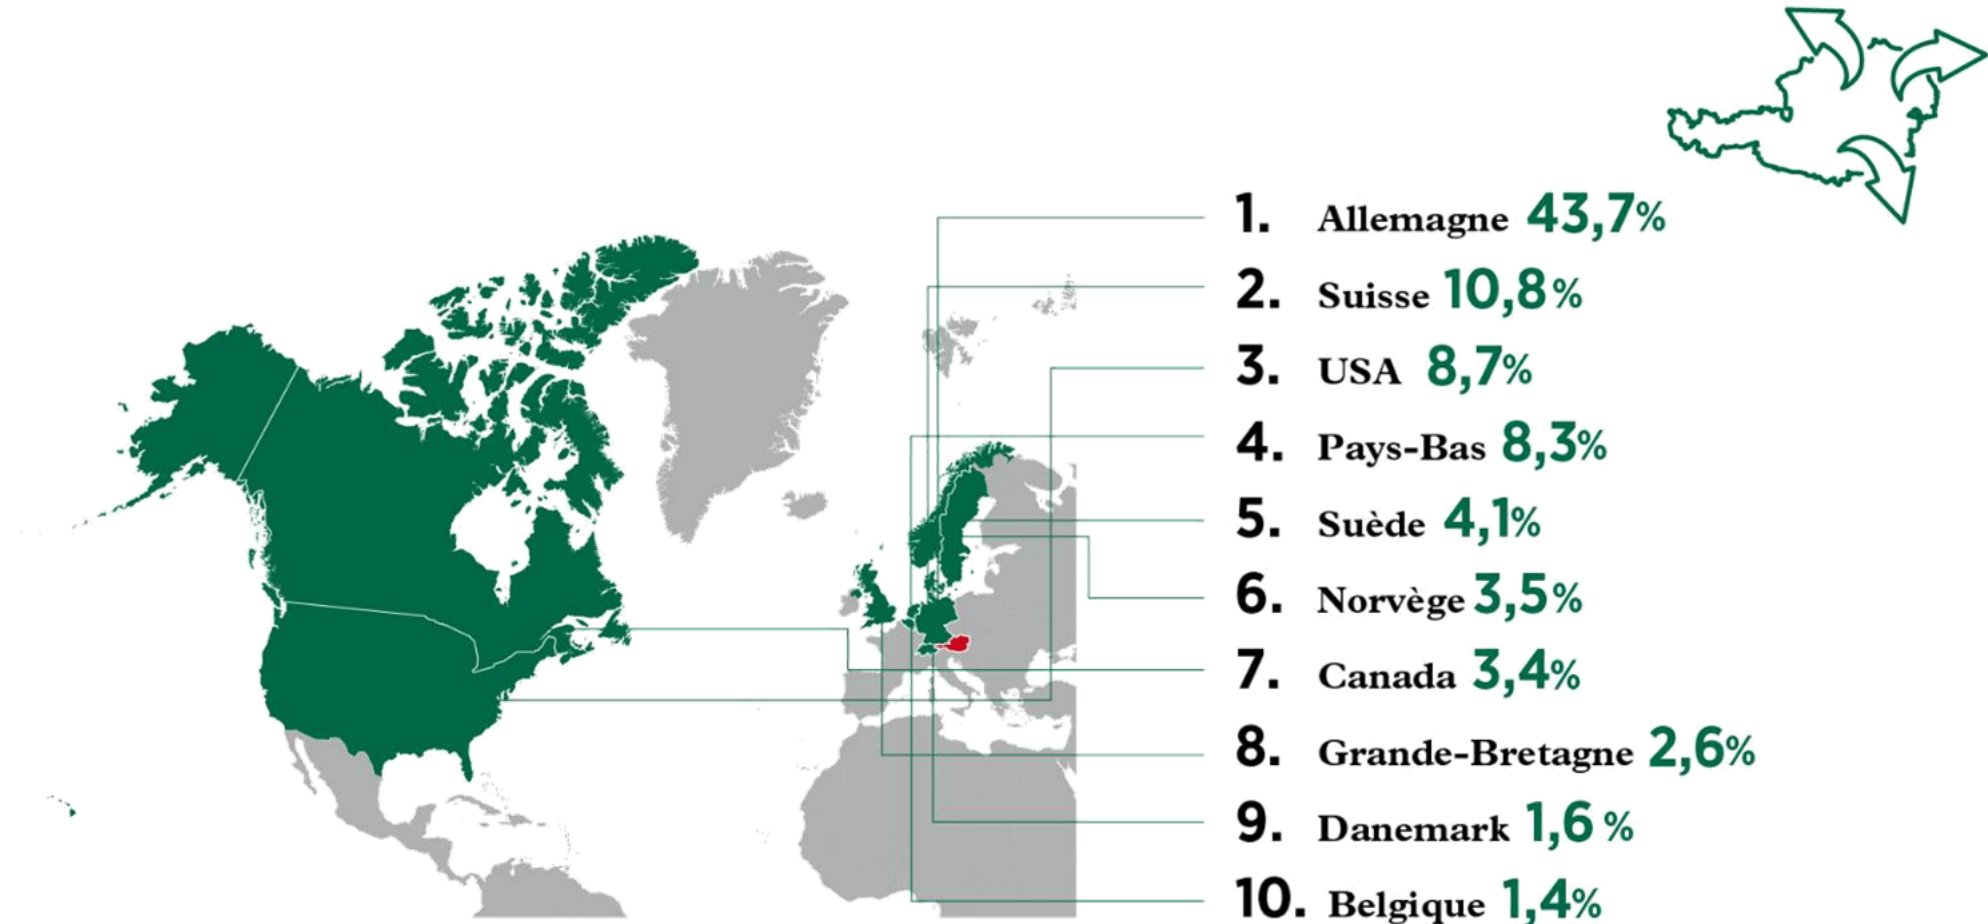 1. Allemagne 43,7%
2. Suisse 10,8%
3. USA 8,7%
4. Pays-Bas 8,3%
5. Suède 4,1%
6. Norvège 3,5%
7. Canada 3,4%
8. Grande-Bretagne 2,6%
9. Danemark 1,6 %
10. Belgique 1,4%